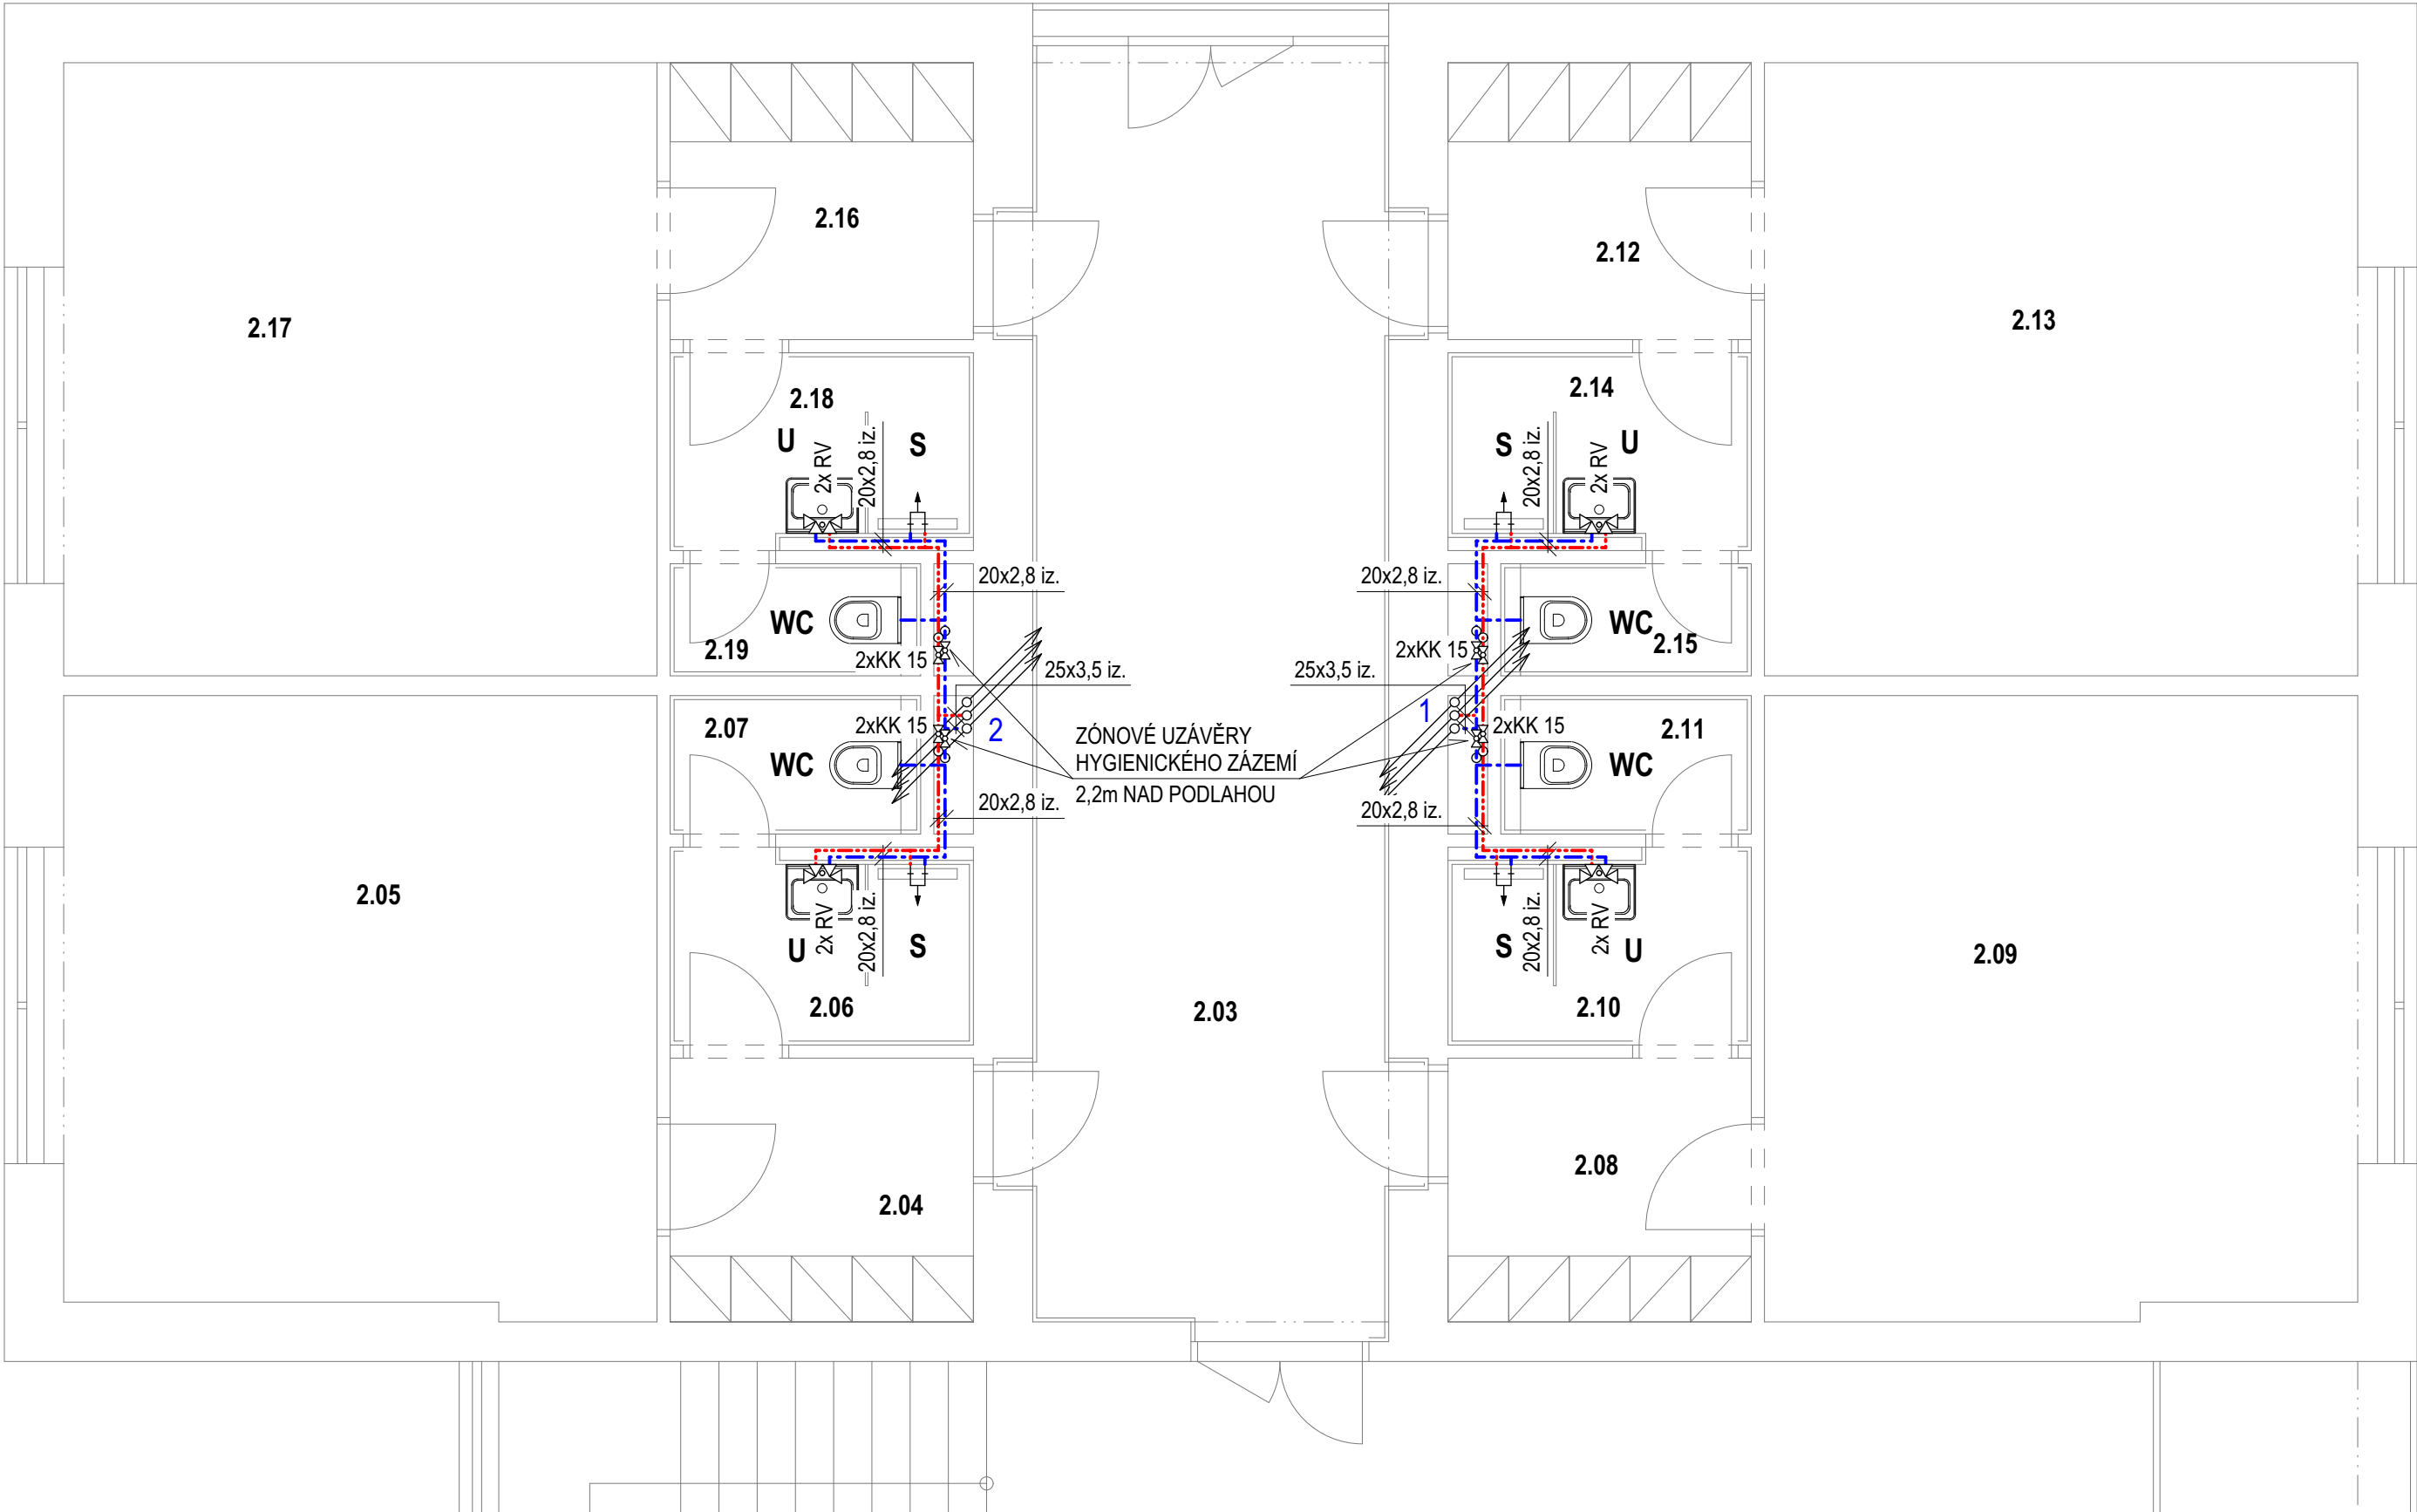 2.16
2.12
2.17
2.13
2.18
2.14
U
2x RV
20x2,8 iz.
S
S
20x2,8 iz.
2x RV
U
20x2,8 iz.
20x2,8 iz.
WC
WC
2.19
2xKK 15
2xKK 15
2.15
25x3,5 iz.
25x3,5 iz.
2.07
2xKK 15
2
1
2xKK 15
2.11
ZÓNOVÉ UZÁVĚRY
HYGIENICKÉHO ZÁZEMÍ
2,2m NAD PODLAHOU
WC
WC
20x2,8 iz.
20x2,8 iz.
2.05
U
2x RV
20x2,8 iz.
S
S
20x2,8 iz.
2x RV
U
2.09
2.06
2.03
2.10
2.08
2.04